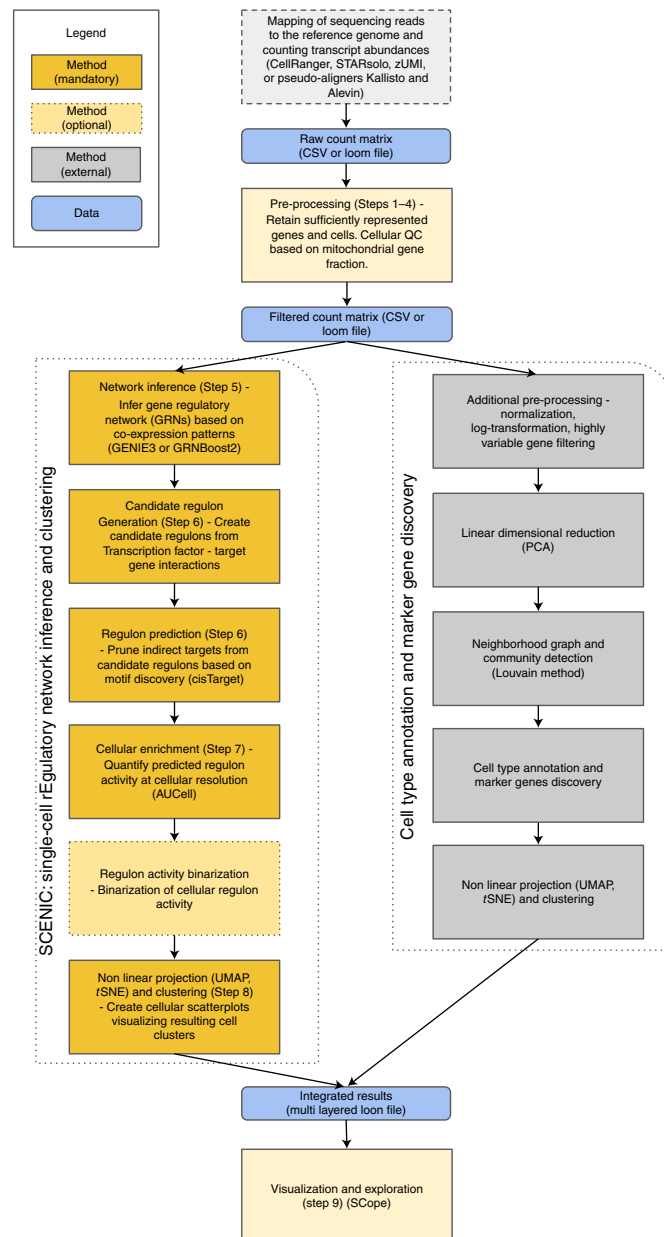 Legend
Method
(mandatory)
Method
(optional)
Method
(external)
Data
Mapping of sequencing reads
to the reference genome and
counting transcript abundances
(CellRanger, STARsolo, zUMI,
or pseudo-aligners Kallisto and
Alevin)
Raw count matrix
(CSV or loom file)
Pre-processing (Steps 1–4) -
Retain sufficiently represented
genes and cells. Cellular QC
based on mitochondrial gene
fraction.
Filtered count matrix (CSV or
loom file)
SCENIC: single-cell rEgulatory network inference and clustering
Network inference (Step 5) -
Infer gene regulatory
network (GRNs) based on
co-expression patterns
(GENIE3 or GRNBoost2)
Candidate regulon
Generation (Step 6) - Create
candidate regulons from
Transcription factor - target
gene interactions
Regulon prediction (Step 6)
- Prune indirect targets from
candidate regulons based on
motif discovery (cisTarget)
Cellular enrichment (Step 7) -
Quantify predicted regulon
activity at cellular resolution
(AUCell)
Regulon activity binarization
- Binarization of cellular regulon
activity
Non linear projection (UMAP,
tSNE) and clustering (Step 8)
- Create cellular scatterplots
visualizing resulting cell
clusters
Cell type annotation and marker gene discovery
Additional pre-processing -
normalization,
log-transformation, highly
variable gene filtering
Linear dimensional reduction
(PCA)
Neighborhood graph and
community detection
(Louvain method)
Cell type annotation and
marker genes discovery
Non linear projection (UMAP,
tSNE) and clustering
Integrated results
(multi layered loon file)
Visualization and exploration
(step 9) (SCope)